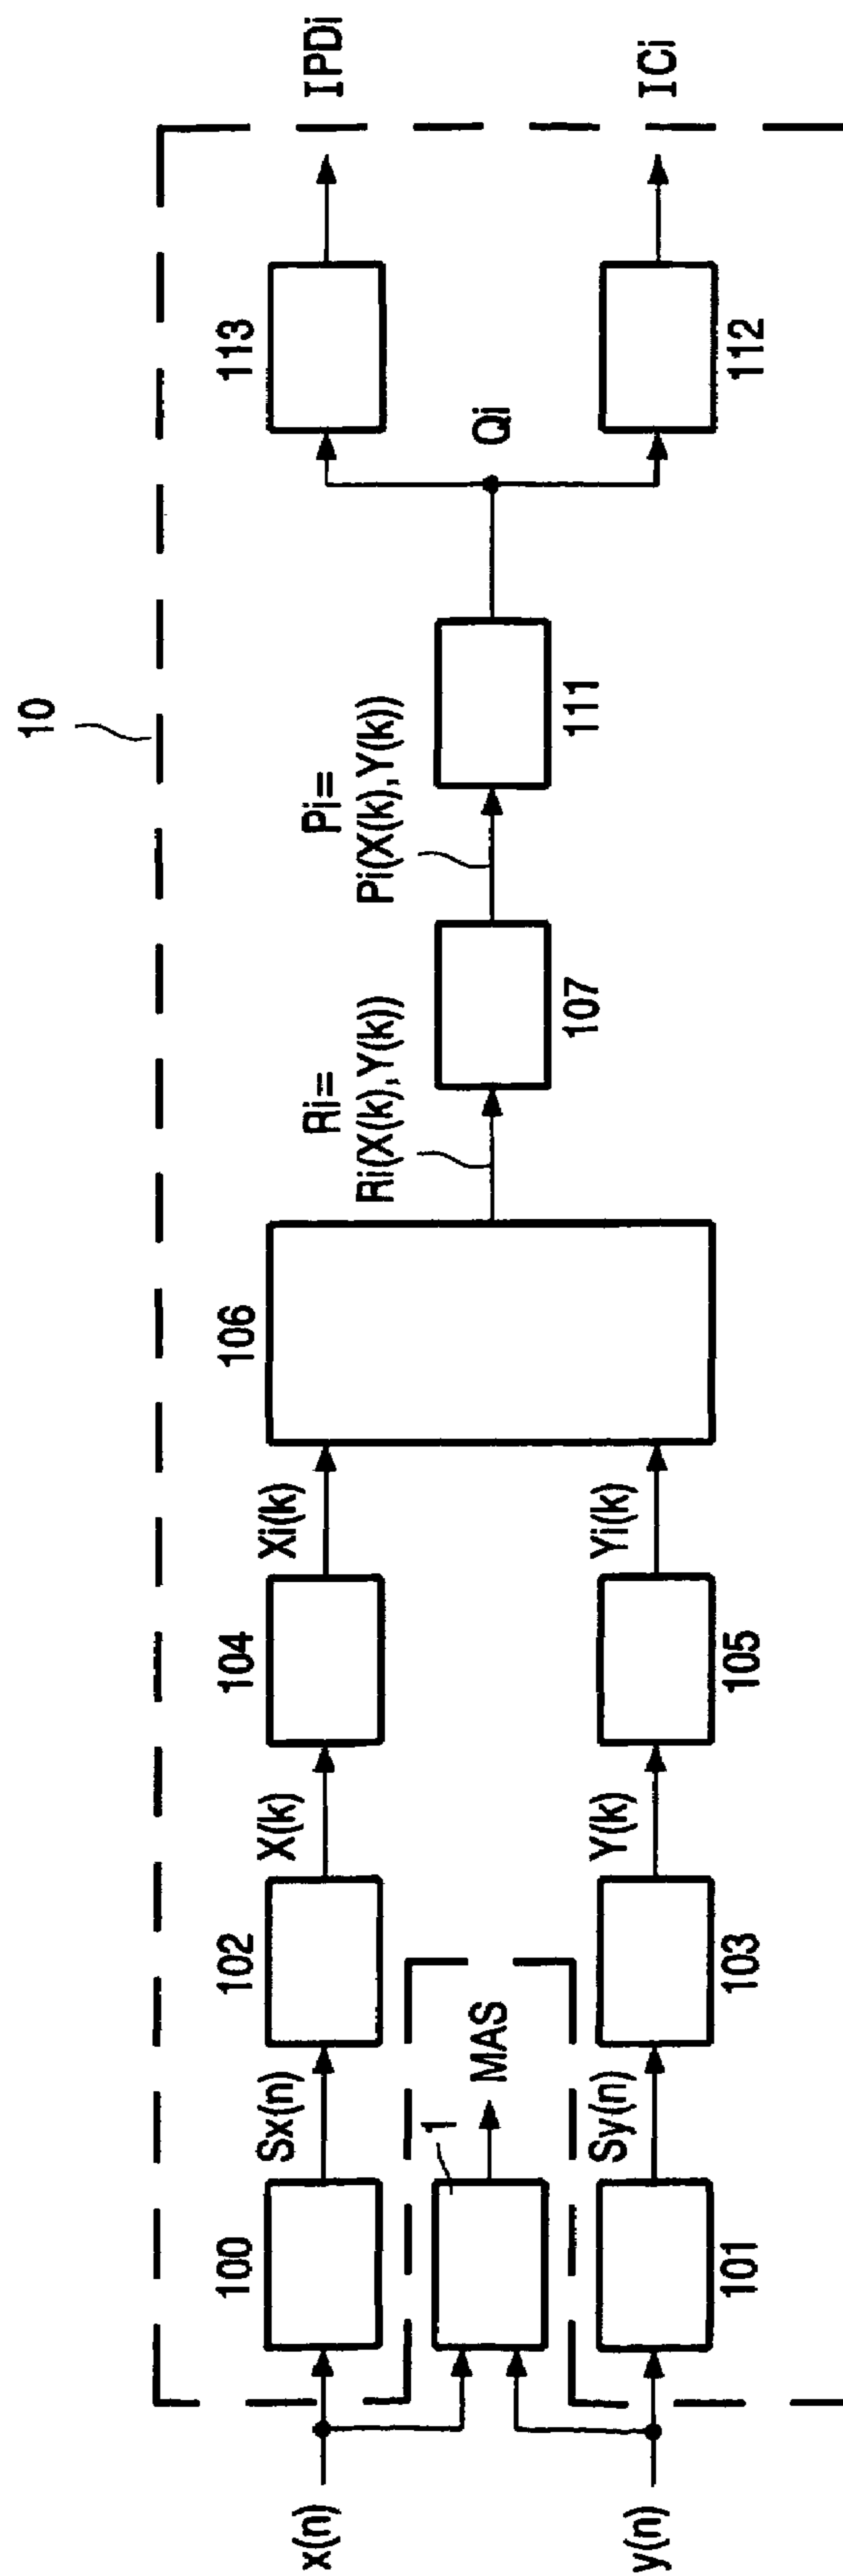 10
x(n)
100
Sx(n)
102
X(k)
104
Xi(k)
106
Ri=
Ri(X(k),Y(k))
107
Pi=
Pi(X(k),Y(k))
111
Qi
113
IPDi
1
MAS
y(n)
101
Sy(n)
103
Y(k)
105
Yi(k)
112
ICi